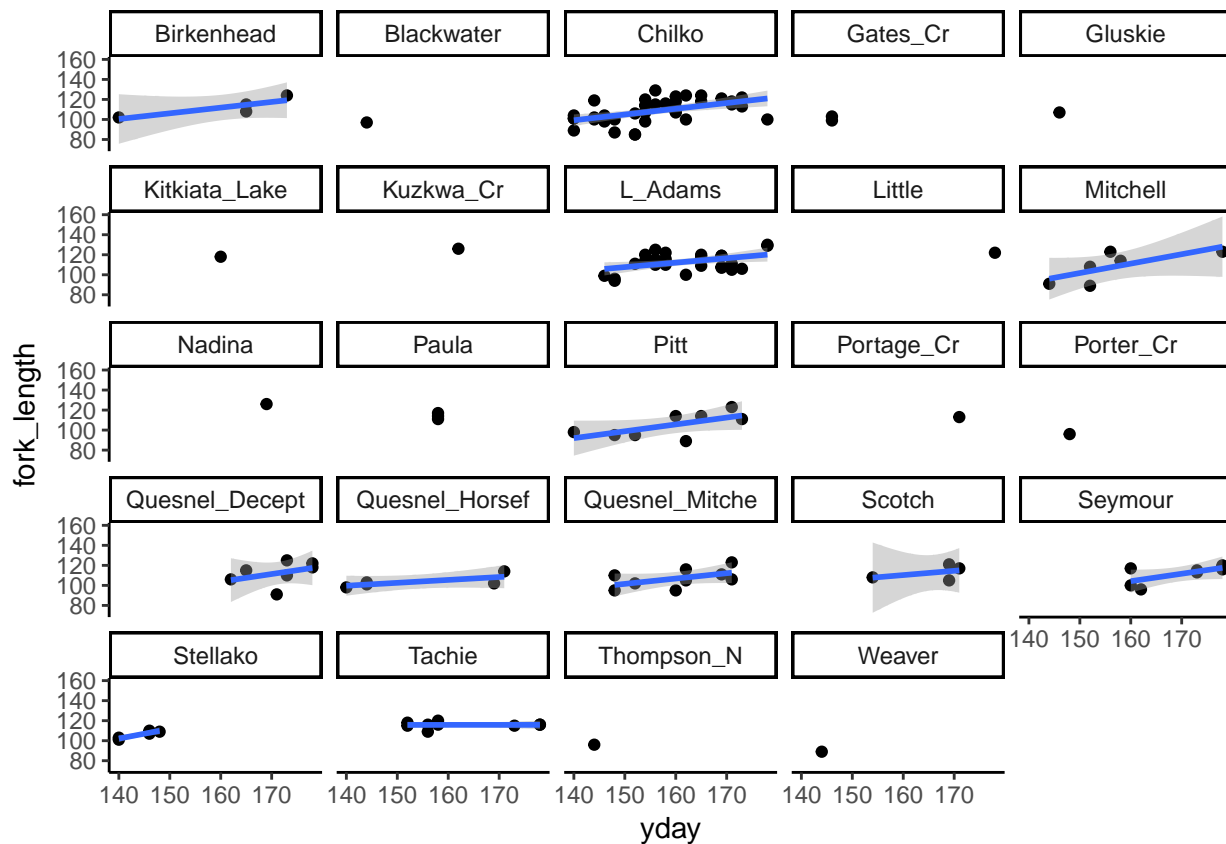 Birkenhead Blackwater Chilko Gates_Cr Gluskie
160
140
120
100
80
Kitkiata_Lake Kuzkwa_Cr L_Adams Little Mitchell
160
140
120
100
80
Nadina Paula Pitt Portage_Cr Porter_Cr
160
140
120
100
80
fork_length
Quesnel_Decept Quesnel_Horsef Quesnel_Mitche Scotch Seymour
160
140
120
100
80
140 150 160 170
Stellako Tachie Thompson_N Weaver
160
140
120
100
80
140 150 160 170 140 150 160 170 140 150 160 170 140 150 160 170
yday